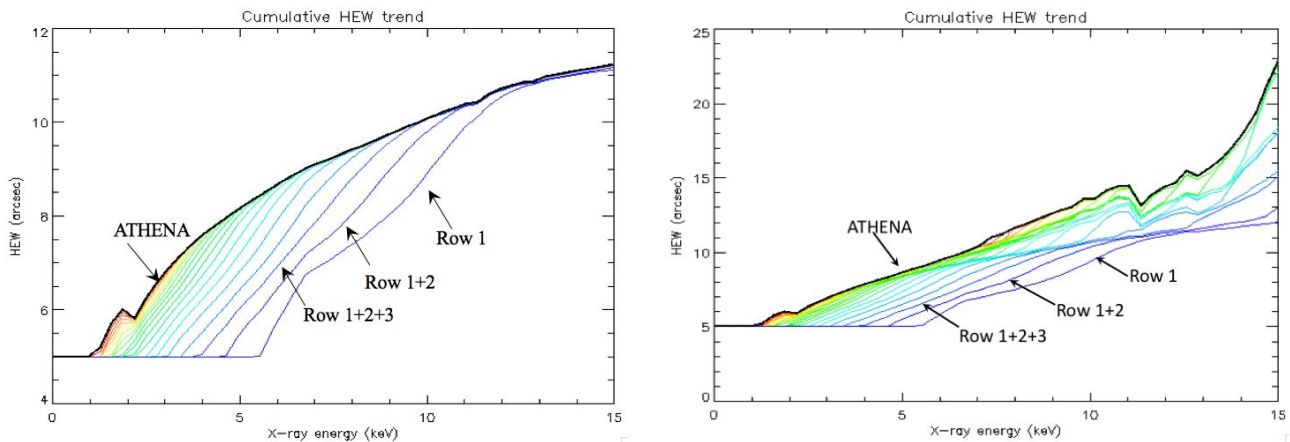 Cumulative HEW trend
12
10
8
6
4
HEW (arcsec)
ATHENA
Row 1
Row 1+2
Row 1+2+3
0
5
10
15
X-ray energy (keV)
Cumulative HEW trend
25
20
15
10
5
0
HEW (arcsec)
ATHENA
Row 1
Row 1+2
Row 1+2+3
0
5
10
15
X-ray energy (keV)